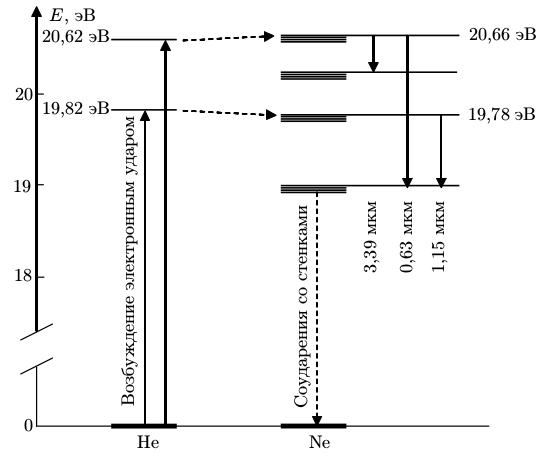 E, эВ
20,62 эВ
20,66 эВ
20
19,82 эВ
19,78 эВ
19
18
0
Возбуждение электронным ударом
Соударения со стенками
3,39 мкм
0,63 мкм
1,15 мкм
He
Ne